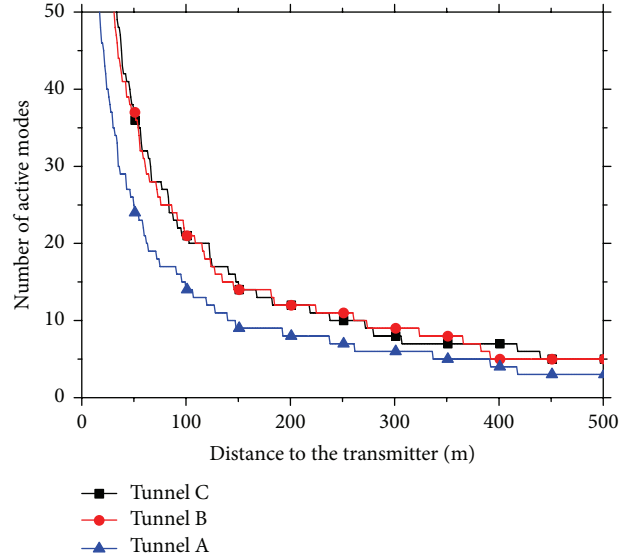 50
40
30
20
10
0
Number of active modes
0 100 200 300 400 500
Distance to the transmitter (m)
Tunnel C
Tunnel B
Tunnel A